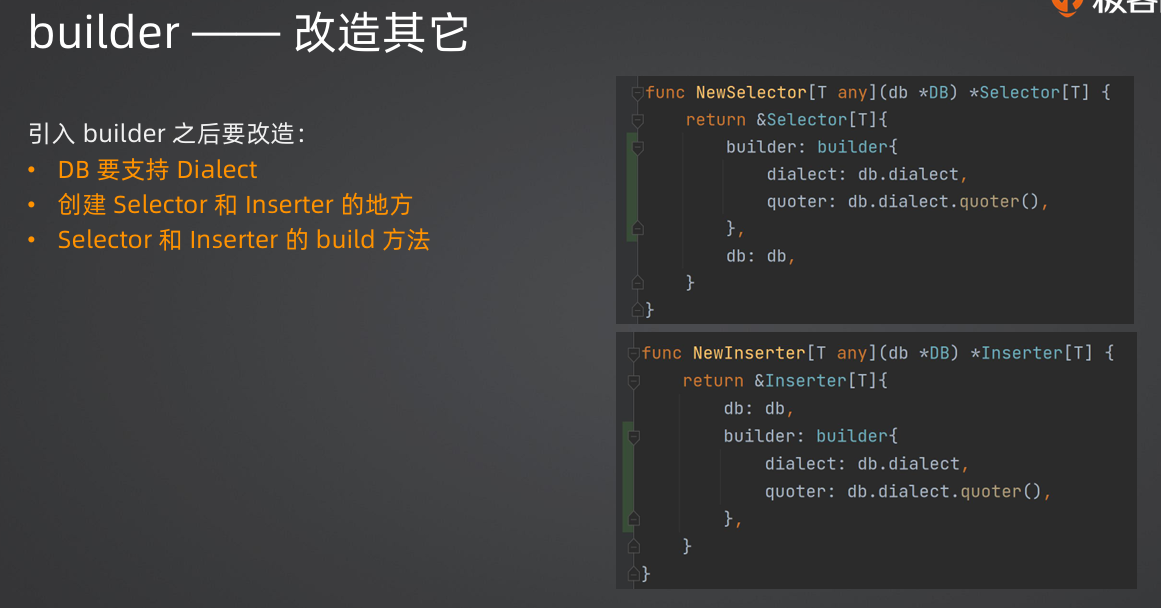 builder —— 改造其它
引入 builder 之后要改造：
• DB 要支持 Dialect
• 创建 Selector 和 Inserter 的地方
• Selector 和 Inserter 的 build 方法
func NewSelector[T any](db *DB) *Selector[T] {
return &Selector[T]{
builder: builder{
dialect: db.dialect,
quoter: db.dialect.quoter(),
},
db: db,
}
}
func NewInserter[T any](db *DB) *Inserter[T] {
return &Inserter[T]{
db: db,
builder: builder{
dialect: db.dialect,
quoter: db.dialect.quoter(),
},
}
}